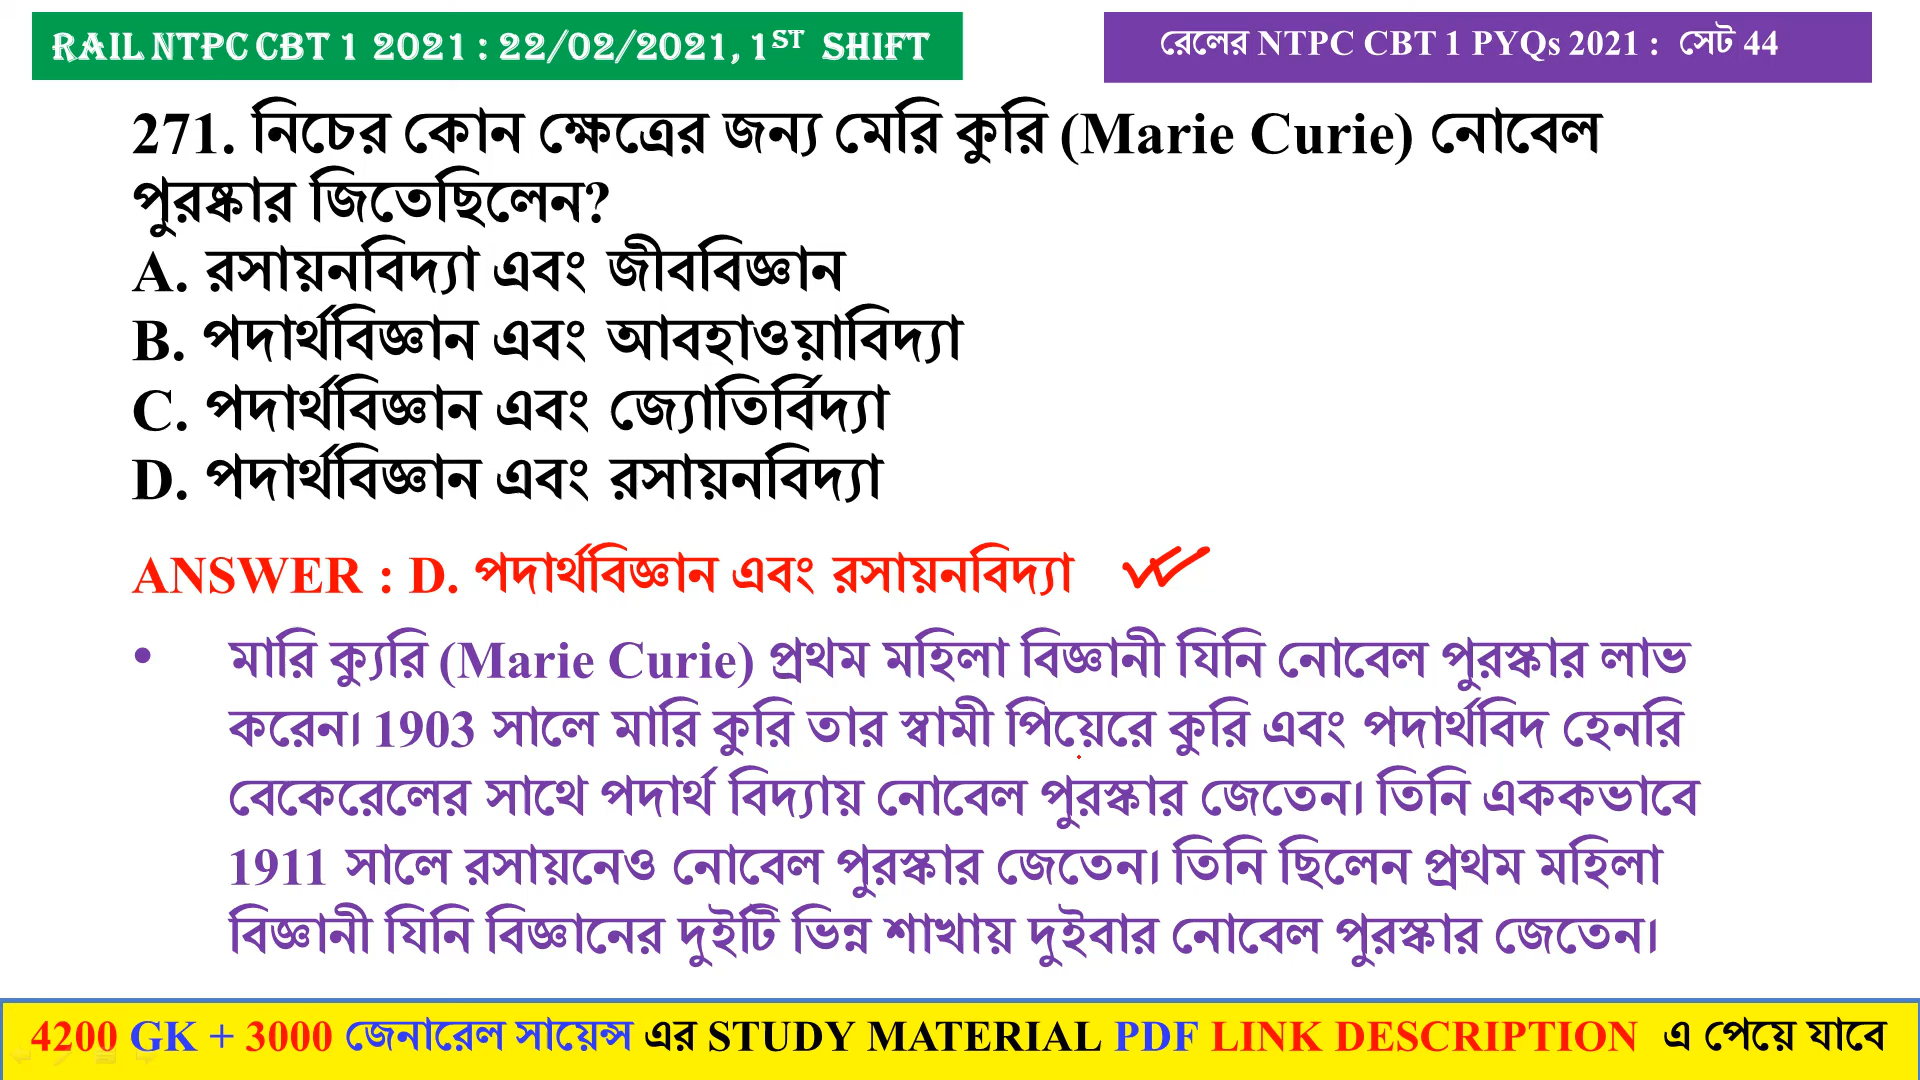 RAIL NTPC CBT 1 2021 : 22/02/2021, 1ST SHIFT
রেলের NTPC CBT 1 PYQs 2021 : সেট 44
271. নিচের কোন ক্ষেত্রের জন্য মেরি কুরি (Marie Curie) নোবেল
পুরষ্কার জিতেছিলেন?
A. রসায়নবিদ্যা এবং জীববিজ্ঞান
B. পদার্থবিজ্ঞান এবং আবহাওয়াবিদ্যা
C. পদার্থবিজ্ঞান এবং জ্যোতির্বিদ্যা
D. পদার্থবিজ্ঞান এবং রসায়নবিদ্যা
ANSWER : D. পদার্থবিজ্ঞান এবং রসায়নবিদ্যা
• মারি ক্যুরি (Marie Curie) প্রথম মহিলা বিজ্ঞানী যিনি নোবেল পুরস্কার লাভ
করেন। 1903 সালে মারি কুরি তার স্বামী পিয়েরে কুরি এবং পদার্থবিদ হেনরি
বেকেরেলের সাথে পদার্থ বিদ্যায় নোবেল পুরস্কার জেতেন। তিনি এককভাবে
1911 সালে রসায়নেও নোবেল পুরস্কার জেতেন। তিনি ছিলেন প্রথম মহিলা
বিজ্ঞানী যিনি বিজ্ঞানের দুইটি ভিন্ন শাখায় দুইবার নোবেল পুরস্কার জেতেন।
4200 GK + 3000 জেনারেল সায়েন্স এর STUDY MATERIAL PDF LINK DESCRIPTION এ পেয়ে যাবে